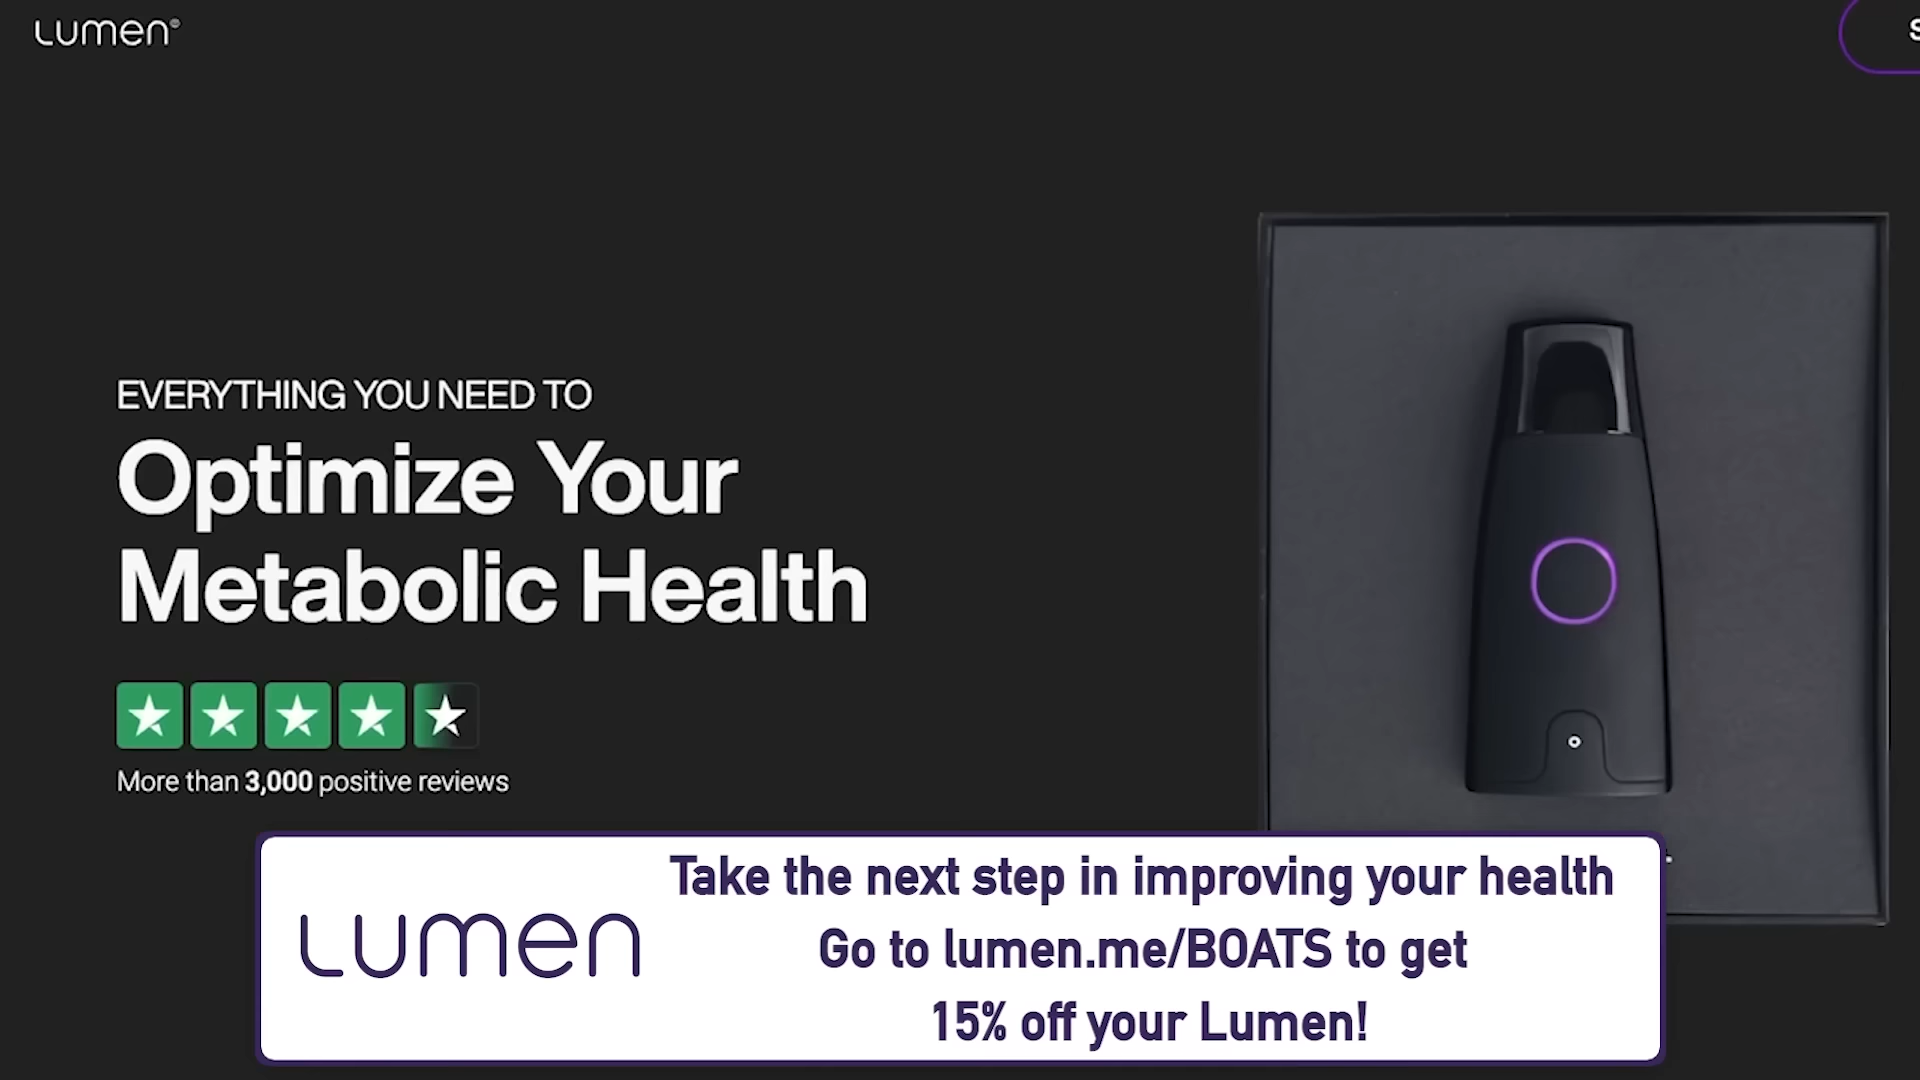 Lumen
EVERYTHING YOU NEED TO
Optimize Your
Metabolic Health
More than 3,000 positive reviews
Lumen
Take the next step in improving your health
Go to lumen.me/BOATS to get
15% off your Lumen!